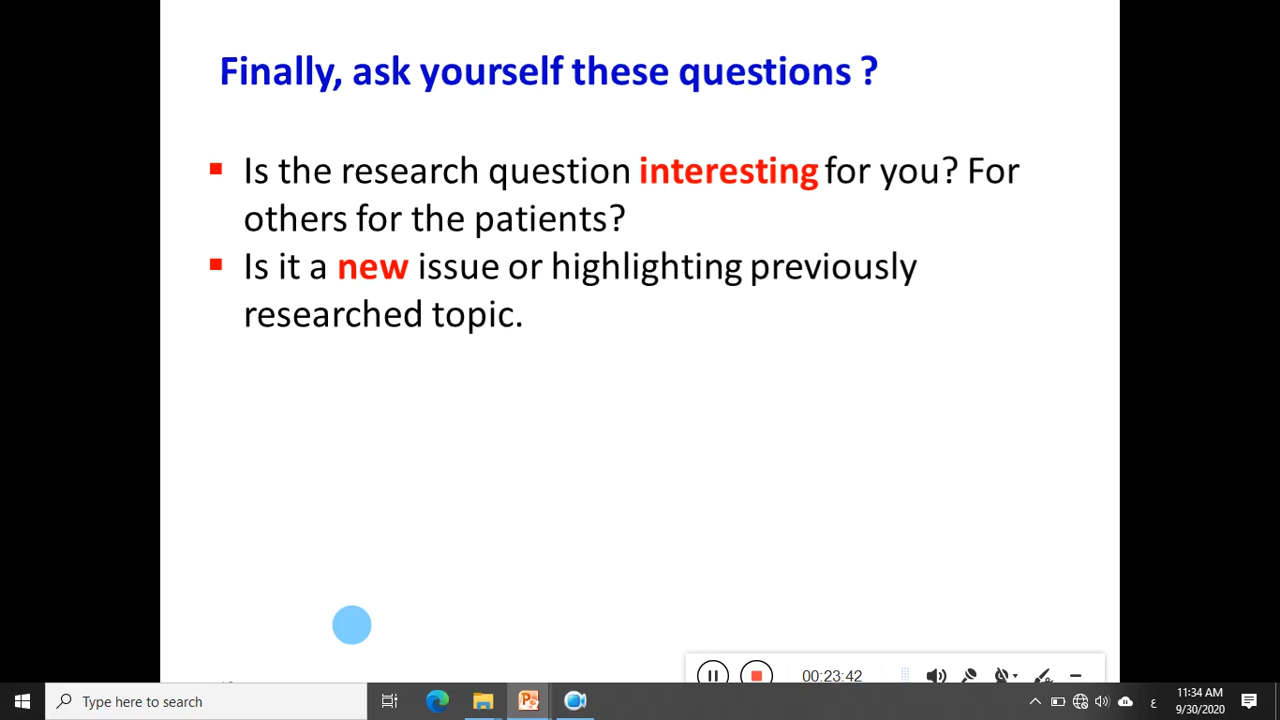 Finally, ask yourself these questions ?
Is the research question interesting for you? For
others for the patients?
Is it a new issue or highlighting previously
researched topic.
00:23:42
Type here to search
ع
11:34 AM
9/30/2020